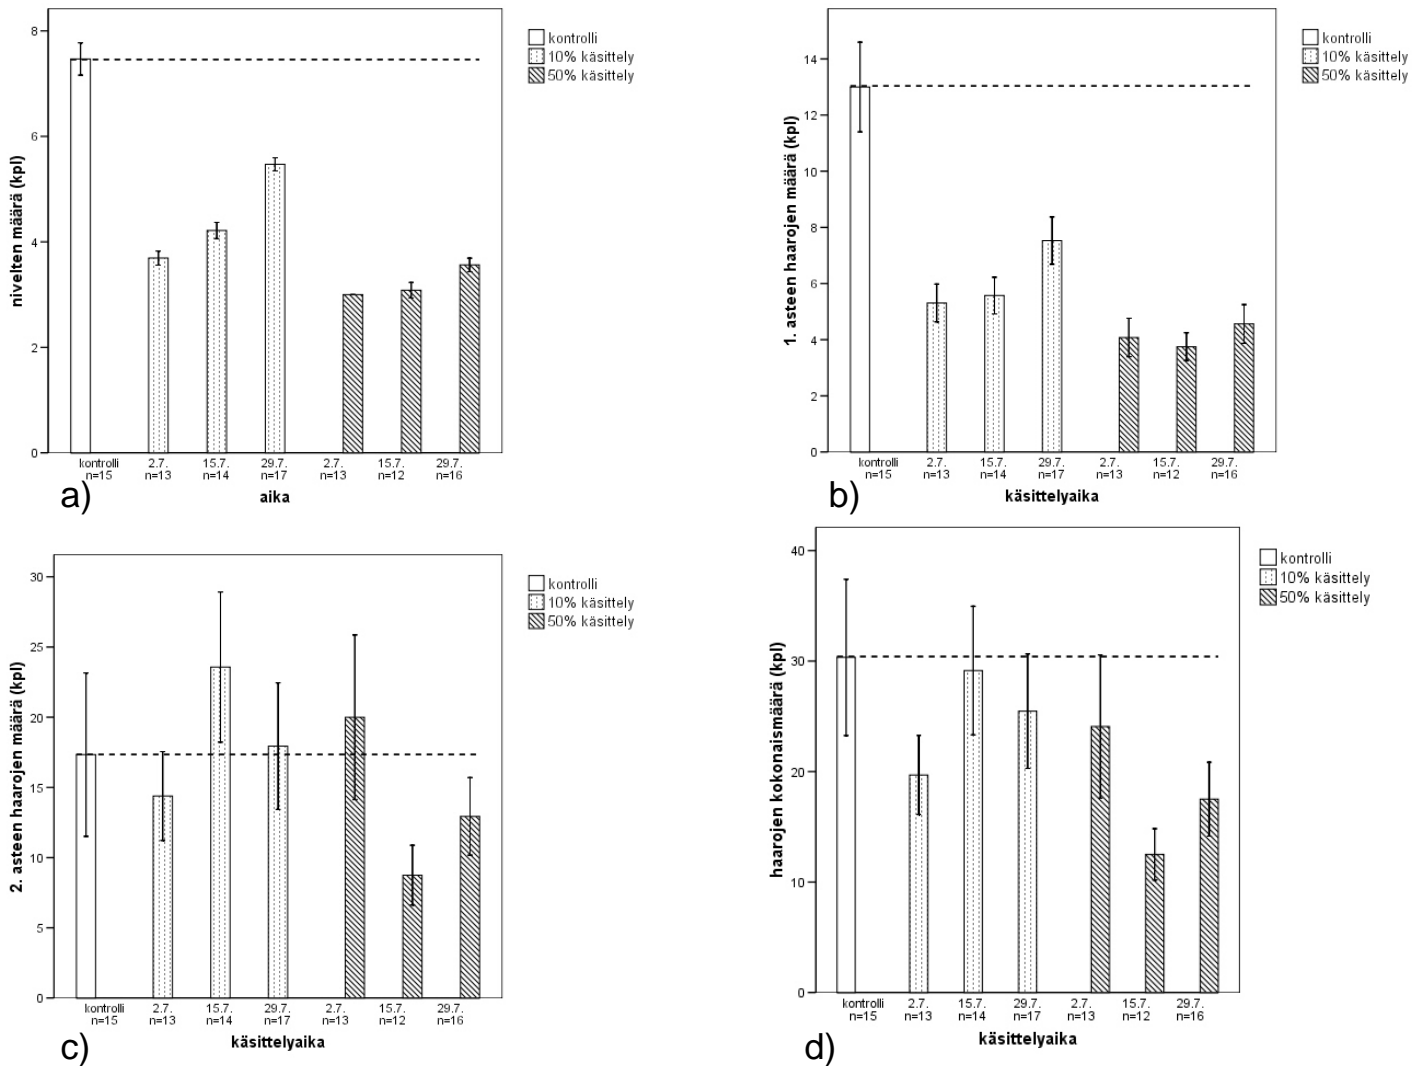 8
6
4
2
0
nivelten määrä (kpl)
kontrolli
10% käsittely
50% käsittely
kontrolli 2.7. 15.7. 29.7. 2.7. 15.7. 29.7.
n=15 n=13 n=14 n=17 n=13 n=12 n=16
aika
a)
14
12
10
8
6
4
2
0
1. asteen haarojen määrä (kpl)
kontrolli
10% käsittely
50% käsittely
kontrolli 2.7. 15.7. 29.7. 2.7. 15.7. 29.7.
n=15 n=13 n=14 n=17 n=13 n=12 n=16
käsittelyaika
b)
30
25
20
15
10
5
0
2. asteen haarojen määrä (kpl)
kontrolli
10% käsittely
50% käsittely
kontrolli 2.7. 15.7. 29.7. 2.7. 15.7. 29.7.
n=15 n=13 n=14 n=17 n=13 n=12 n=16
käsittelyaika
c)
40
30
20
10
0
haarojen kokonaismäärä (kpl)
kontrolli
10% käsittely
50% käsittely
kontrolli 2.7. 15.7. 29.7. 2.7. 15.7. 29.7.
n=15 n=13 n=14 n=17 n=13 n=12 n=16
käsittelyaika
d)